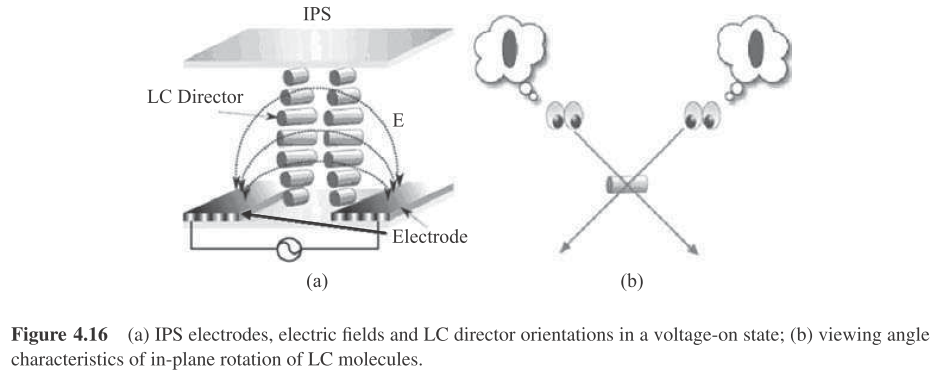 IPS
LC Director
E
Electrode
(a)
(b)
Figure 4.16 (a) IPS electrodes, electric fields and LC director orientations in a voltage-on state; (b) viewing angle
characteristics of in-plane rotation of LC molecules.